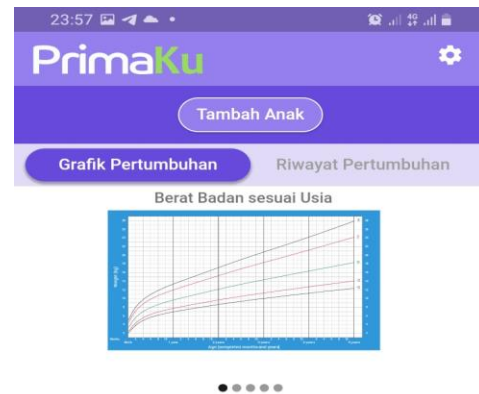 23:57
PrimaKu
Tambah Anak
Grafik Pertumbuhan Riwayat Pertumbuhan
Berat Badan sesuai Usia